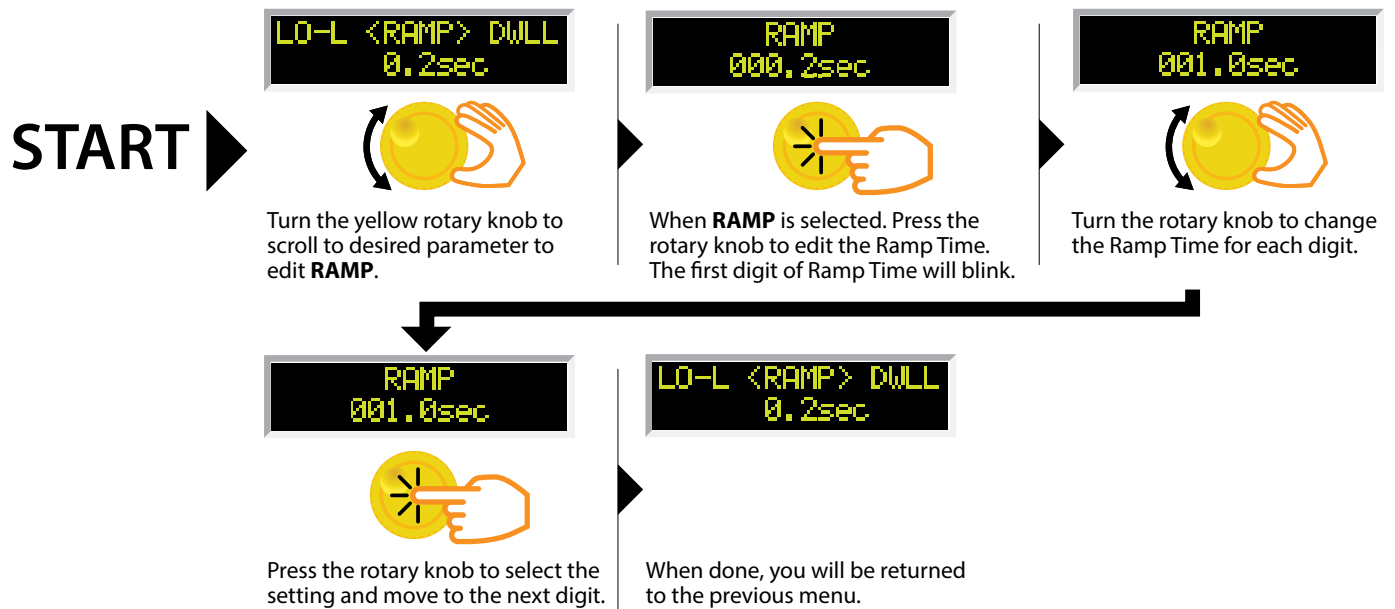 START
LO-L <RAMP> DWLL
0.2sec
Turn the yellow rotary knob to
scroll to desired parameter to
edit RAMP.
RAMP
000.2sec
When RAMP is selected. Press the
rotary knob to edit the Ramp Time.
The first digit of Ramp Time will blink.
RAMP
001.0sec
Turn the rotary knob to change
the Ramp Time for each digit.
RAMP
001.0sec
Press the rotary knob to select the
setting and move to the next digit.
LO-L <RAMP> DWLL
0.2sec
When done, you will be returned
to the previous menu.